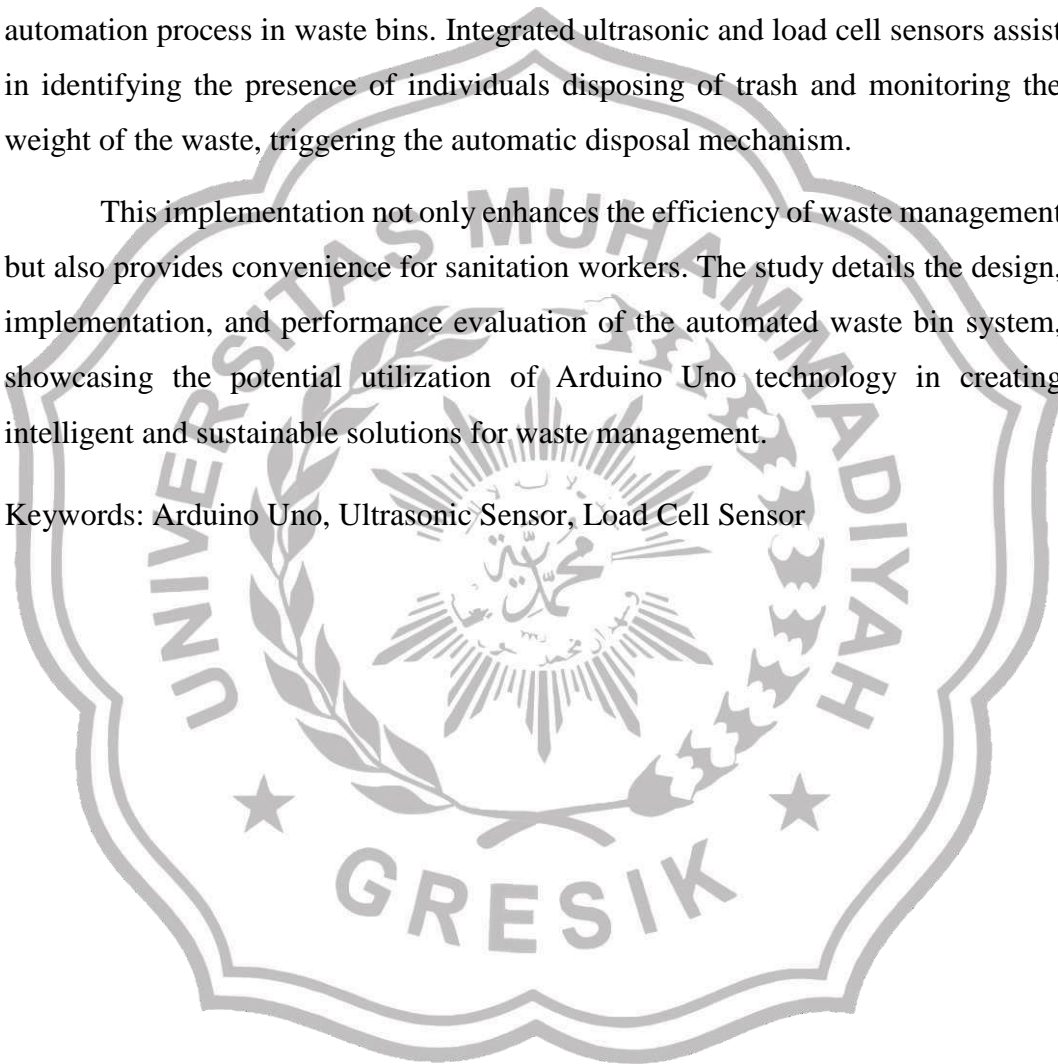 automation process in waste bins. Integrated ultrasonic and load cell sensors assist
in identifying the presence of individuals disposing of trash and monitoring the
weight of the waste, triggering the automatic disposal mechanism.
This implementation not only enhances the efficiency of waste management
but also provides convenience for sanitation workers. The study details the design,
implementation, and performance evaluation of the automated waste bin system,
showcasing the potential utilization of Arduino Uno technology in creating
intelligent and sustainable solutions for waste management.
Keywords: Arduino Uno, Ultrasonic Sensor, Load Cell Sensor
UNIVERSITAS MUHAMMADIYAH
GRESIK